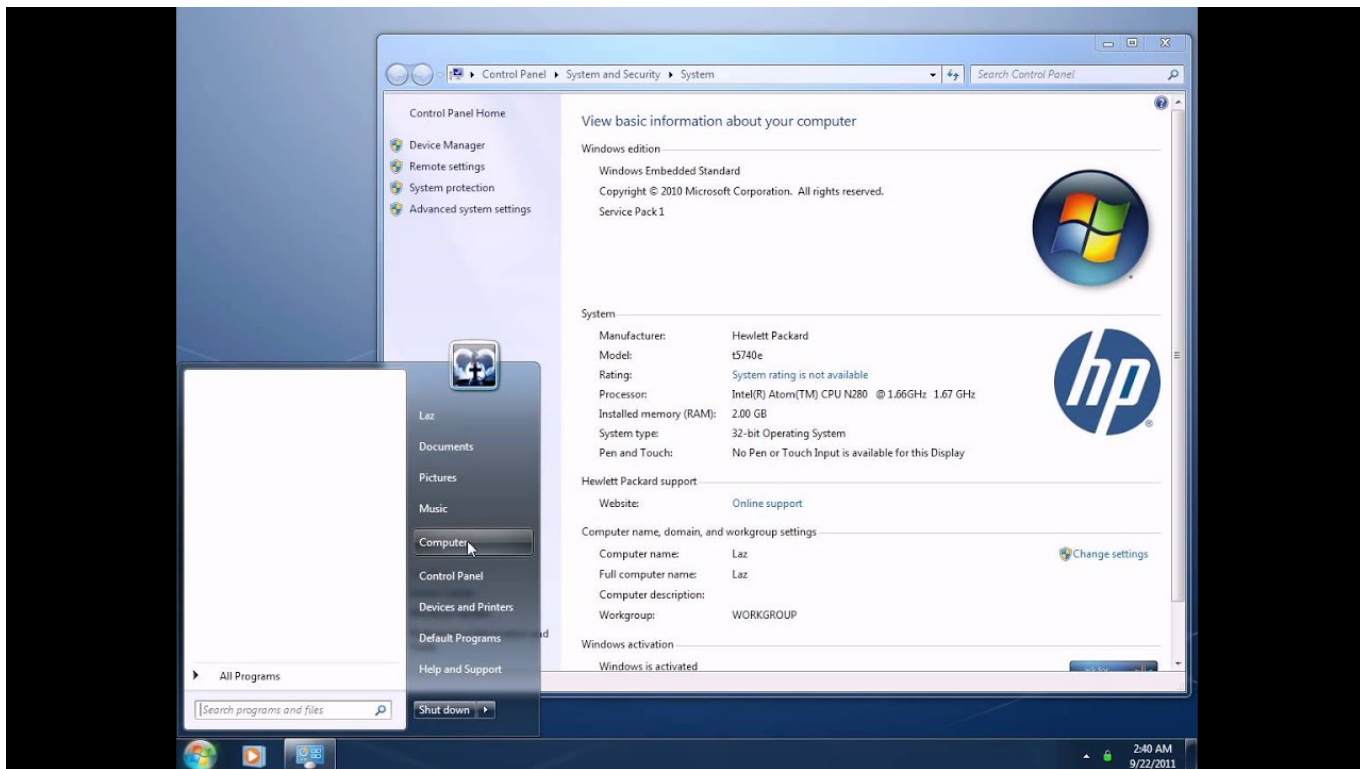 Control Panel ▸ System and Security ▸ System
Search Control Panel
Control Panel Home
Device Manager
Remote settings
System protection
Advanced system settings
View basic information about your computer
Windows edition
Windows Embedded Standard
Copyright © 2010 Microsoft Corporation. All rights reserved.
Service Pack 1
System
Manufacturer: Hewlett Packard
Model: t5740e
Rating: System rating is not available
Processor: Intel(R) Atom(TM) CPU N280 @ 1.66GHz 1.67 GHz
Installed memory (RAM): 2.00 GB
System type: 32-bit Operating System
Pen and Touch: No Pen or Touch Input is available for this Display
hp
Hewlett Packard support
Website: Online support
Computer name, domain, and workgroup settings
Computer name: Laz
Change settings
Full computer name: Laz
Computer description:
Workgroup: WORKGROUP
Windows activation
Windows is activated
Laz
Documents
Pictures
Music
Computer
Control Panel
Devices and Printers
Default Programs
Help and Support
All Programs
Search programs and files
Shut down
2:40 AM
9/22/2011